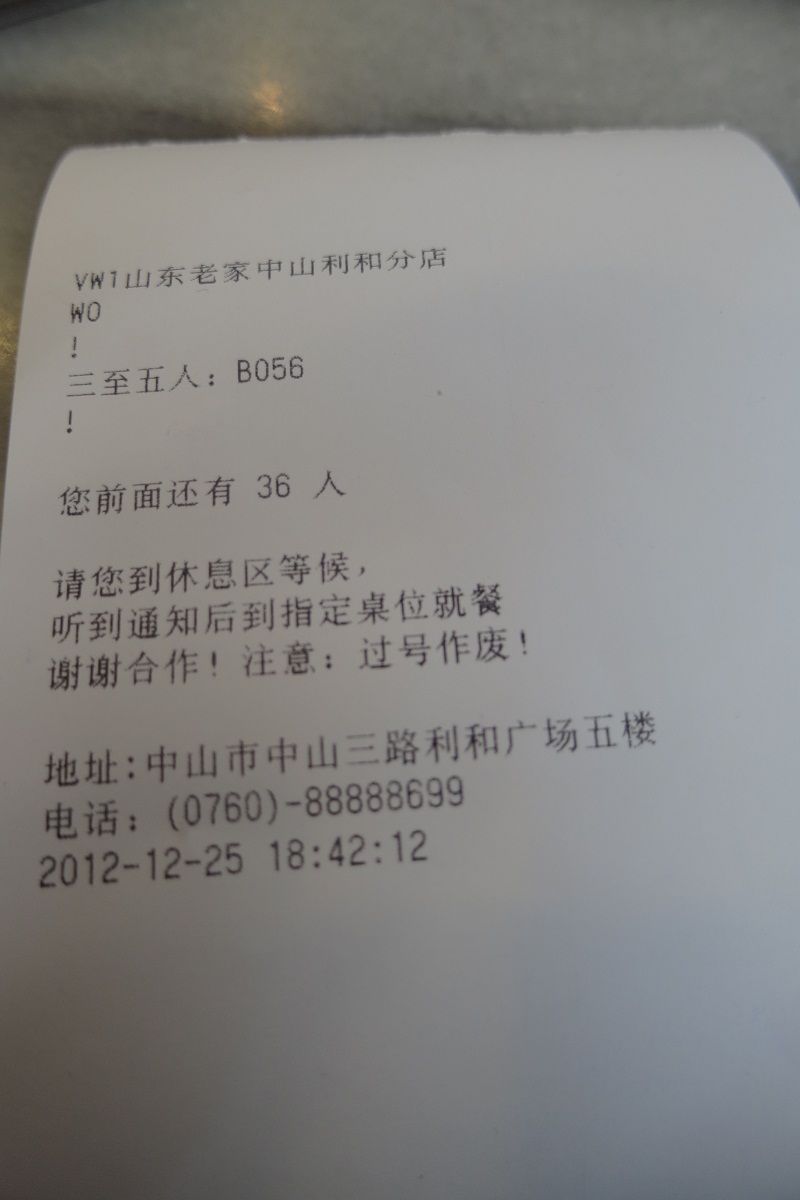 VW1山东老家中山利和分店
W0
!
三至五人：B056
!
您前面还有 36 人
请您到休息区等候，
听到通知后到指定桌位就餐
谢谢合作！注意：过号作废！
地址:中山市中山三路利和广场五楼
电话：(0760)-88888699
2012-12-25 18:42:12